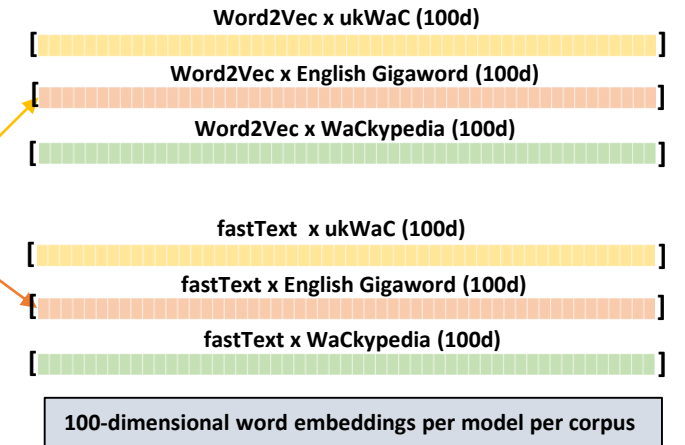 Word2Vec x ukWaC (100d)
[ ]
Word2Vec x English Gigaword (100d)
[ ]
Word2Vec x WaCkypedia (100d)
[ ]
fastText x ukWaC (100d)
[ ]
fastText x English Gigaword (100d)
[ ]
fastText x WaCkypedia (100d)
[ ]
100-dimensional word embeddings per model per corpus